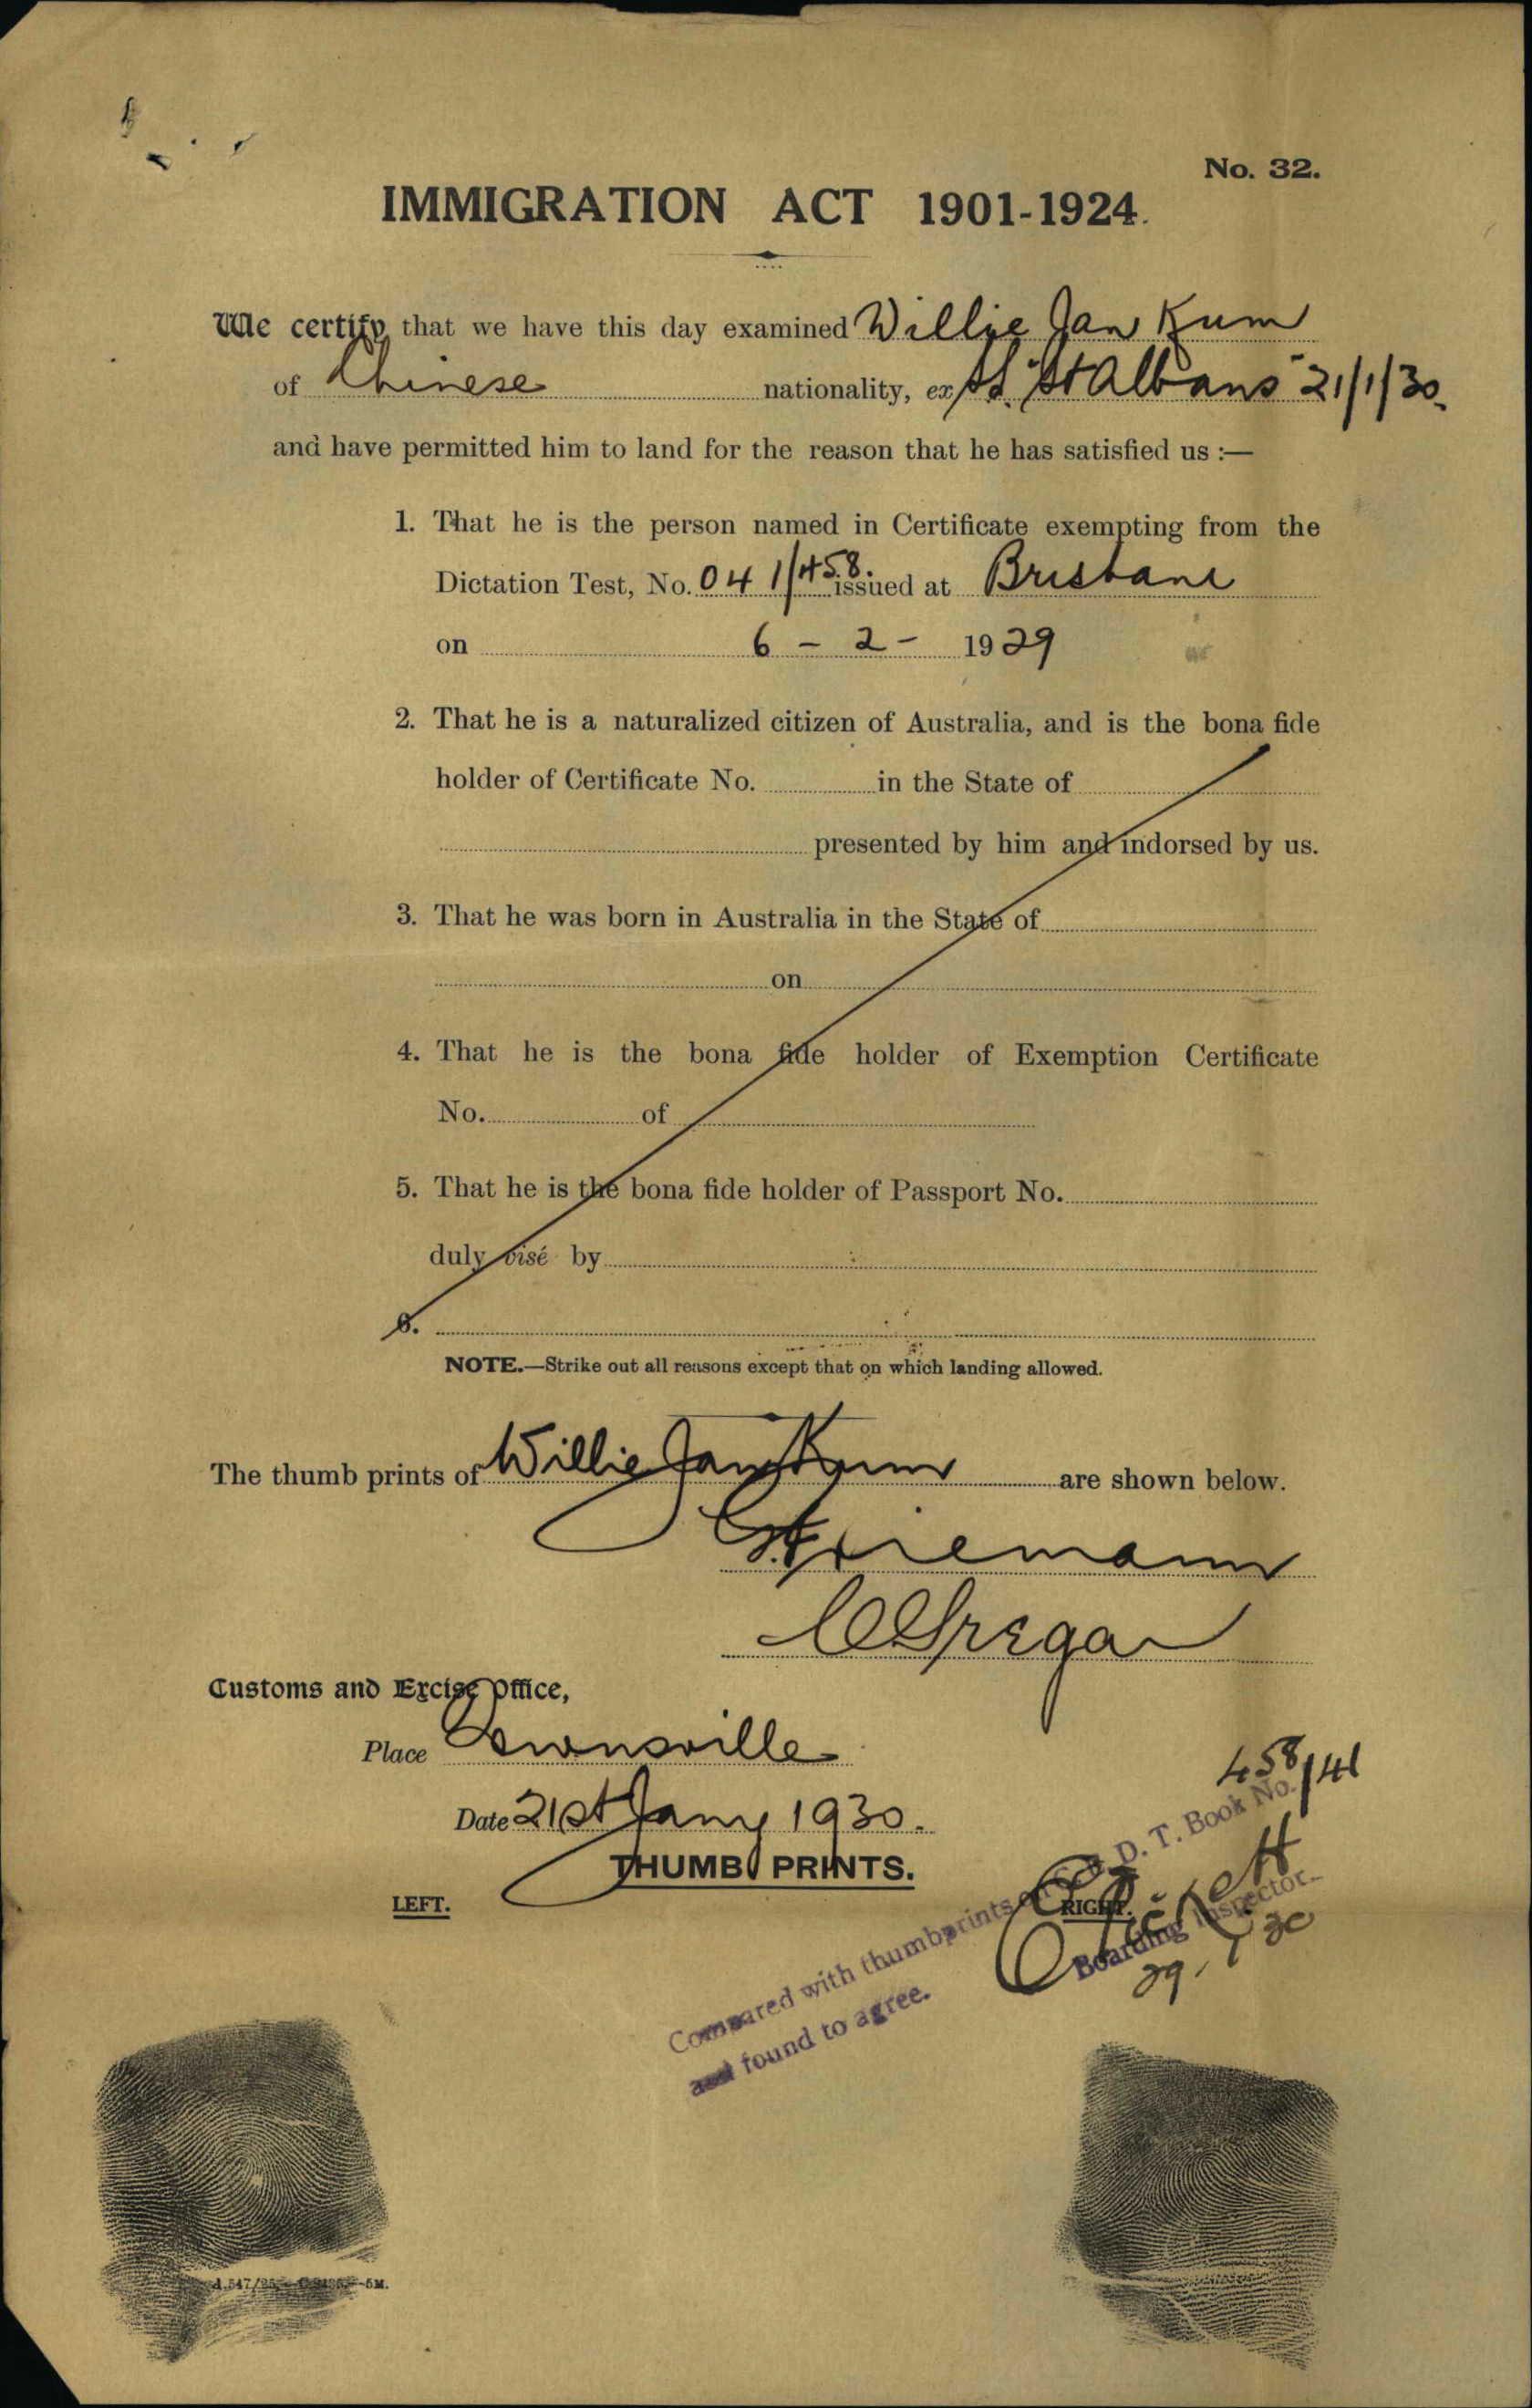 No. 32.
IMMIGRATION ACT 1901-1924.
We certify that we have this day examined Willie Jan Kum
of Chinese nationality, ex SS. "St Albans" 21/1/30.
and have permitted him to land for the reason that he has satisfied us :—
1. That he is the person named in Certificate exempting from the
Dictation Test, No. 041/458. issued at Brisbane
on 6 - 2 - 1929
2. That he is a naturalized citizen of Australia, and is the bona fide
holder of Certificate No. in the State of
presented by him and indorsed by us.
3. That he was born in Australia in the State of
on
4. That he is the bona fide holder of Exemption Certificate
No. of
5. That he is the bona fide holder of Passport No.
duly visé by
6.
NOTE.—Strike out all reasons except that on which landing allowed.
The thumb prints of Willie Jan Kum are shown below.
Customs and Excise Office,
Place Townsville
Date 21st Jany 1930.
458/41
THUMB PRINTS.
LEFT.
RIGHT.
Compared with thumbprints on C. E. D. T. Book No.
and found to agree.
Boarding Inspector.
29.1.30